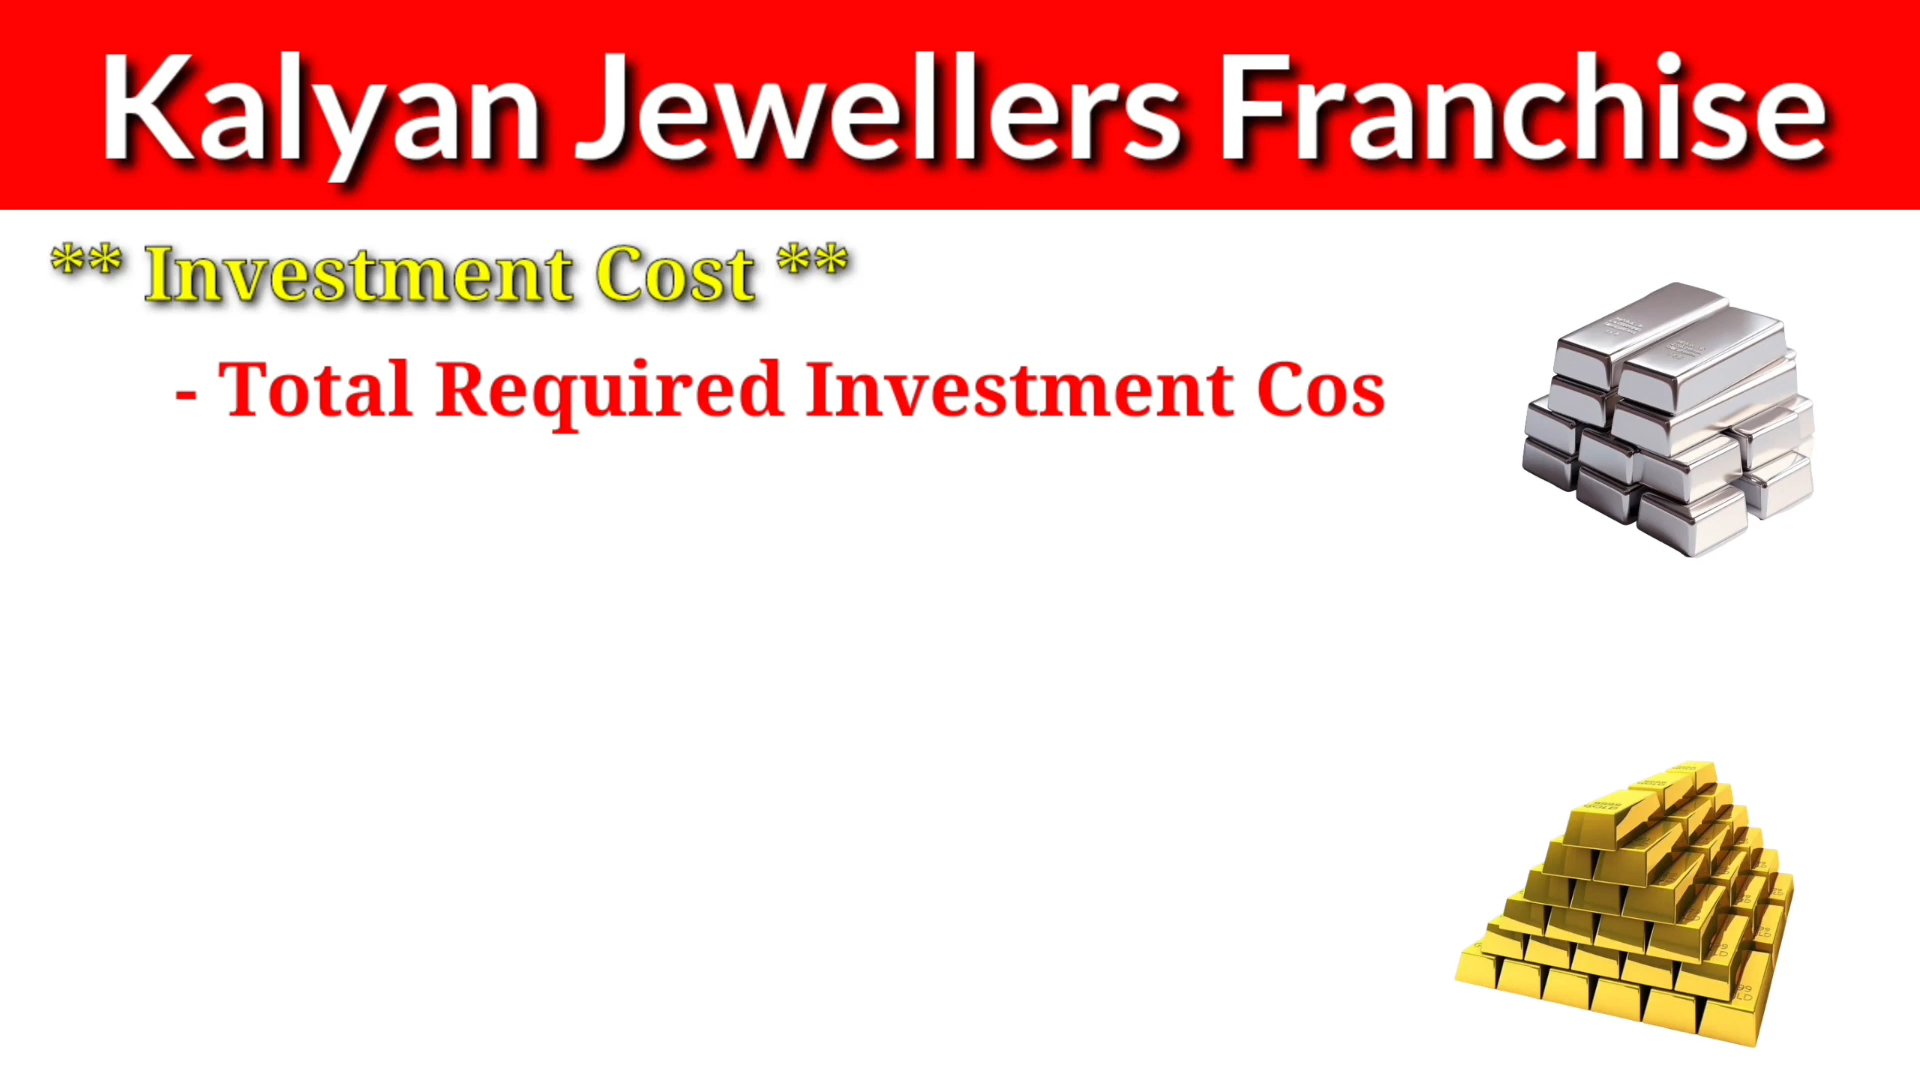 Kalyan Jewellers Franchise
** Investment Cost **
- Total Required Investment Cos